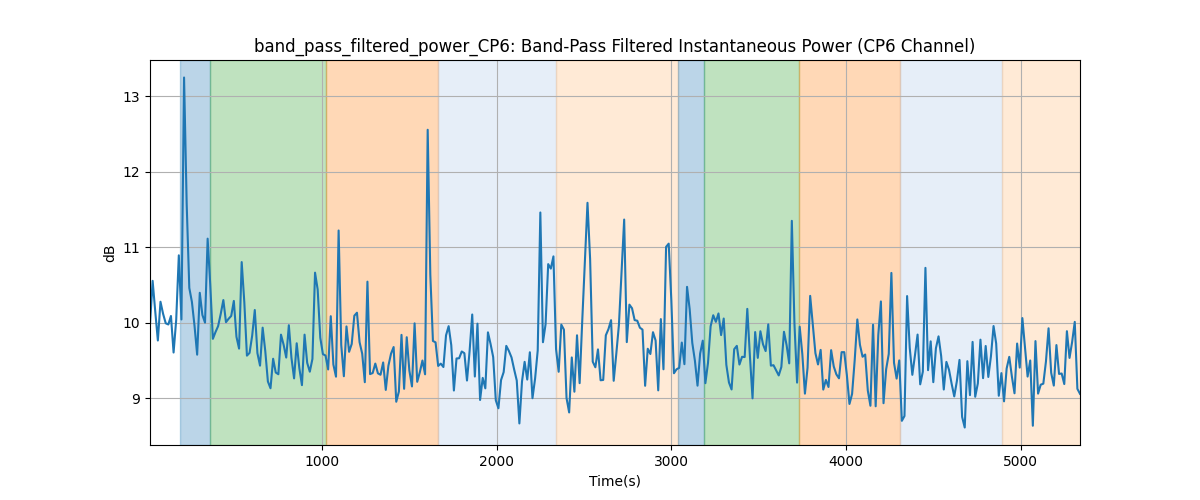 band_pass_filtered_power_CP6: Band-Pass Filtered Instantaneous Power (CP6 Channel)
13
12
11
10
9
dB
1000 2000 3000 4000 5000
Time(s)